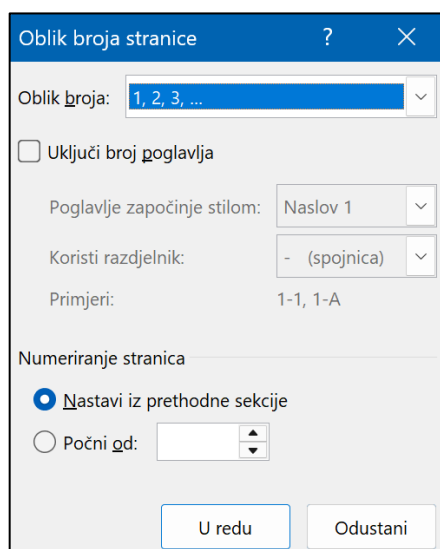 Oblik broja stranice ? ×
Oblik broja: 1, 2, 3, ...
Uključi broj poglavlja
Poglavlje započinje stilom: Naslov 1
Koristi razdjelnik: - (spojnica)
Primjeri: 1-1, 1-A
Numeriranje stranica
Nastavi iz prethodne sekcije
Počni od:
U redu Odustani